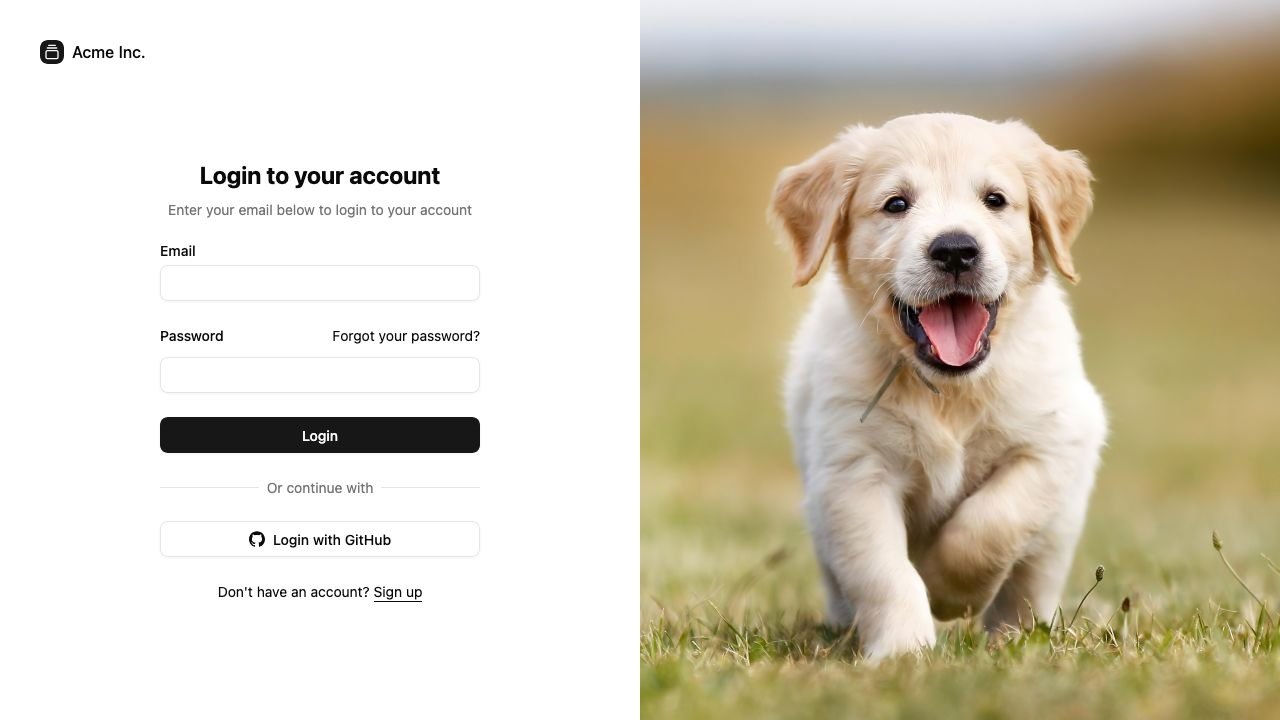 Acme Inc.
Login to your account
Enter your email below to login to your account
Email
Password
Forgot your password?
Login
Or continue with
Login with GitHub
Don't have an account? Sign up